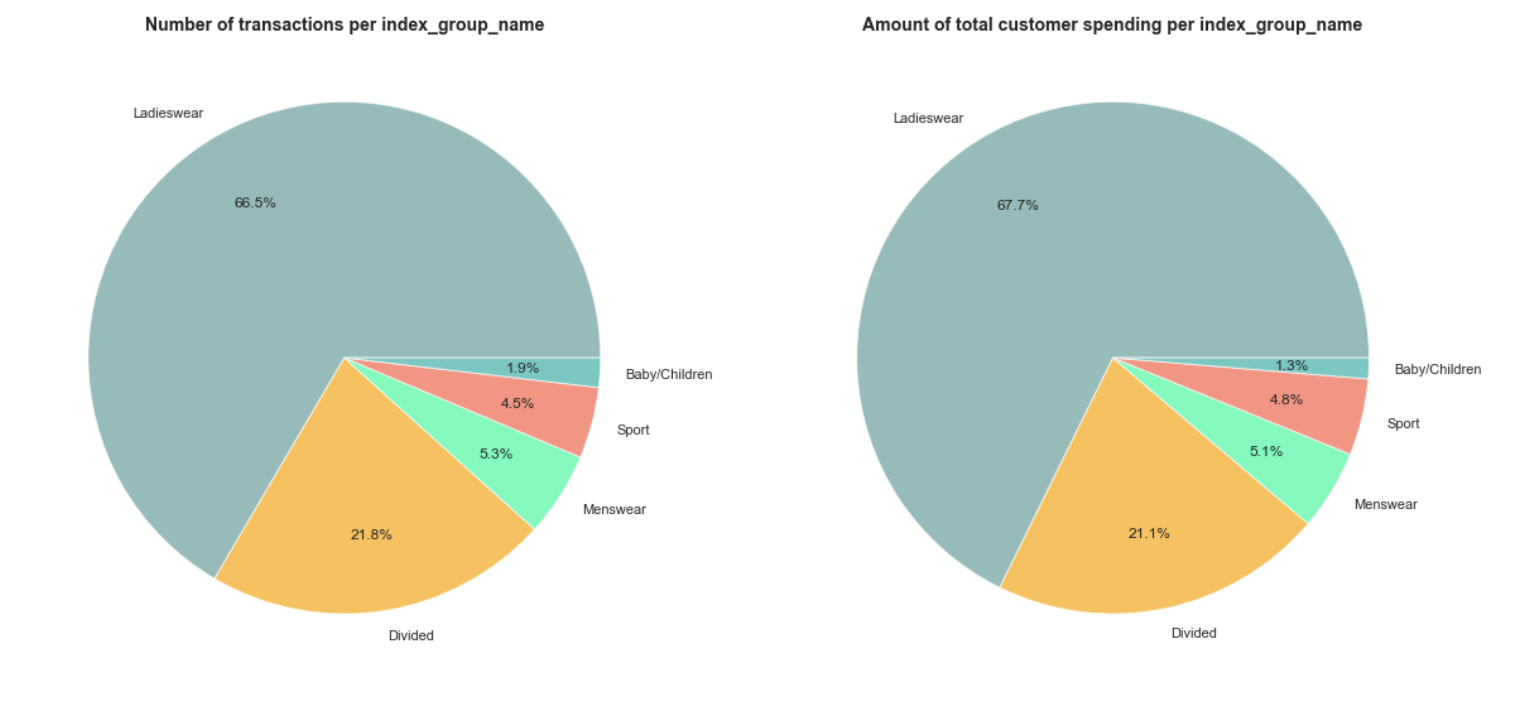 Number of transactions per index_group_name
Ladieswear
66.5%
1.9%
Baby/Children
4.5%
Sport
5.3%
Menswear
21.8%
Divided
Amount of total customer spending per index_group_name
Ladieswear
67.7%
1.3%
Baby/Children
4.8%
Sport
5.1%
Menswear
21.1%
Divided